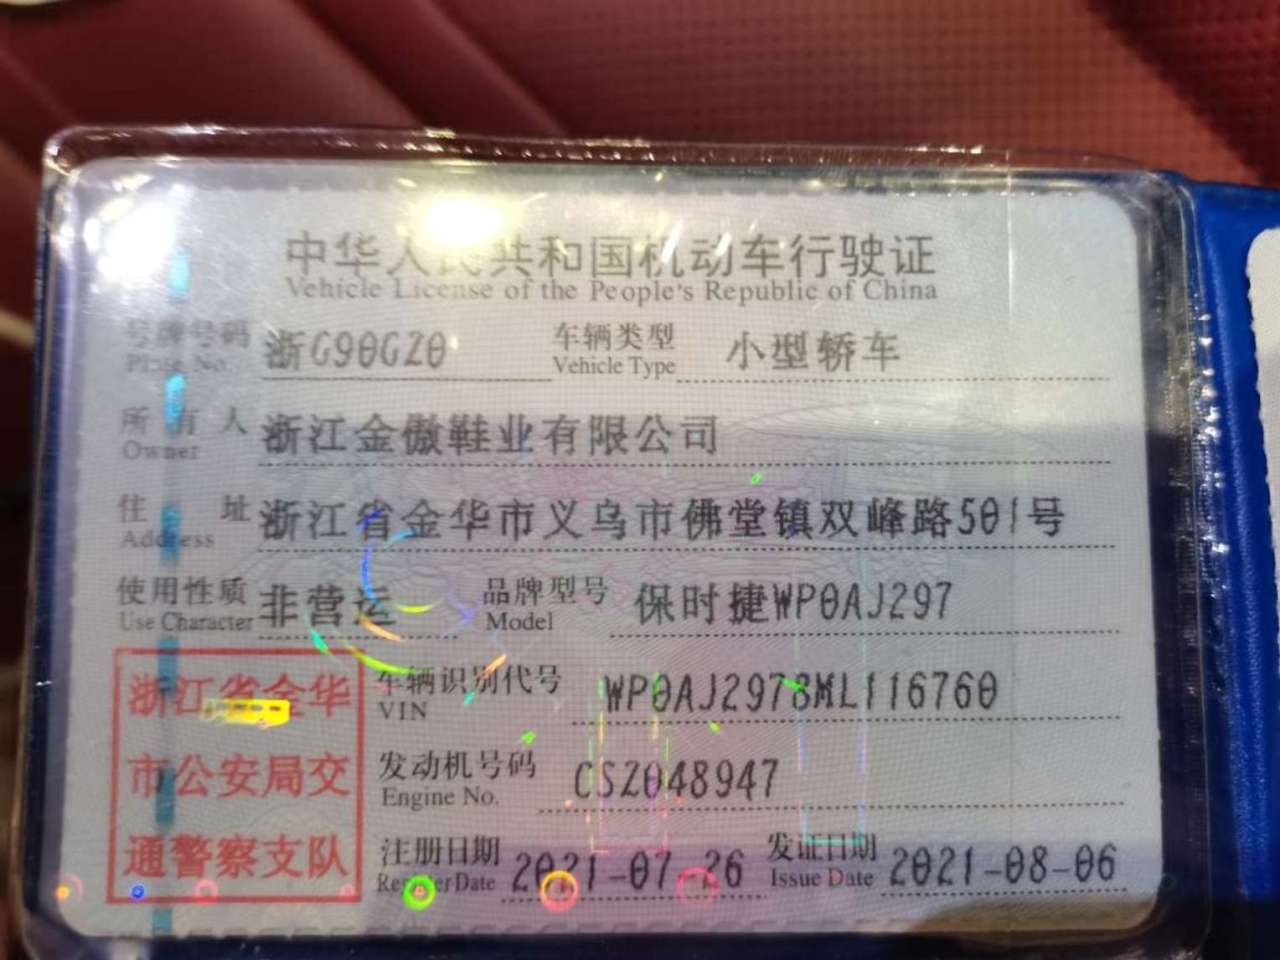 中华人民共和国机动车行驶证
Vehicle License of the People's Republic of China
号牌号码 浙G90GZ0 车辆类型 小型轿车
Plate No. Vehicle Type
所有人 浙江金傲鞋业有限公司
Owner
住址 浙江省金华市义乌市佛堂镇双峰路501号
Address
使用性质 非营运 品牌型号 保时捷WP0AJ297
Use Character Model
浙江省金华
市公安局交
通警察支队
车辆识别代号 WP0AJ2978ML116760
VIN
发动机号码 CSZ048947
Engine No.
注册日期 2021-07-26 发证日期 2021-08-06
Register Date Issue Date